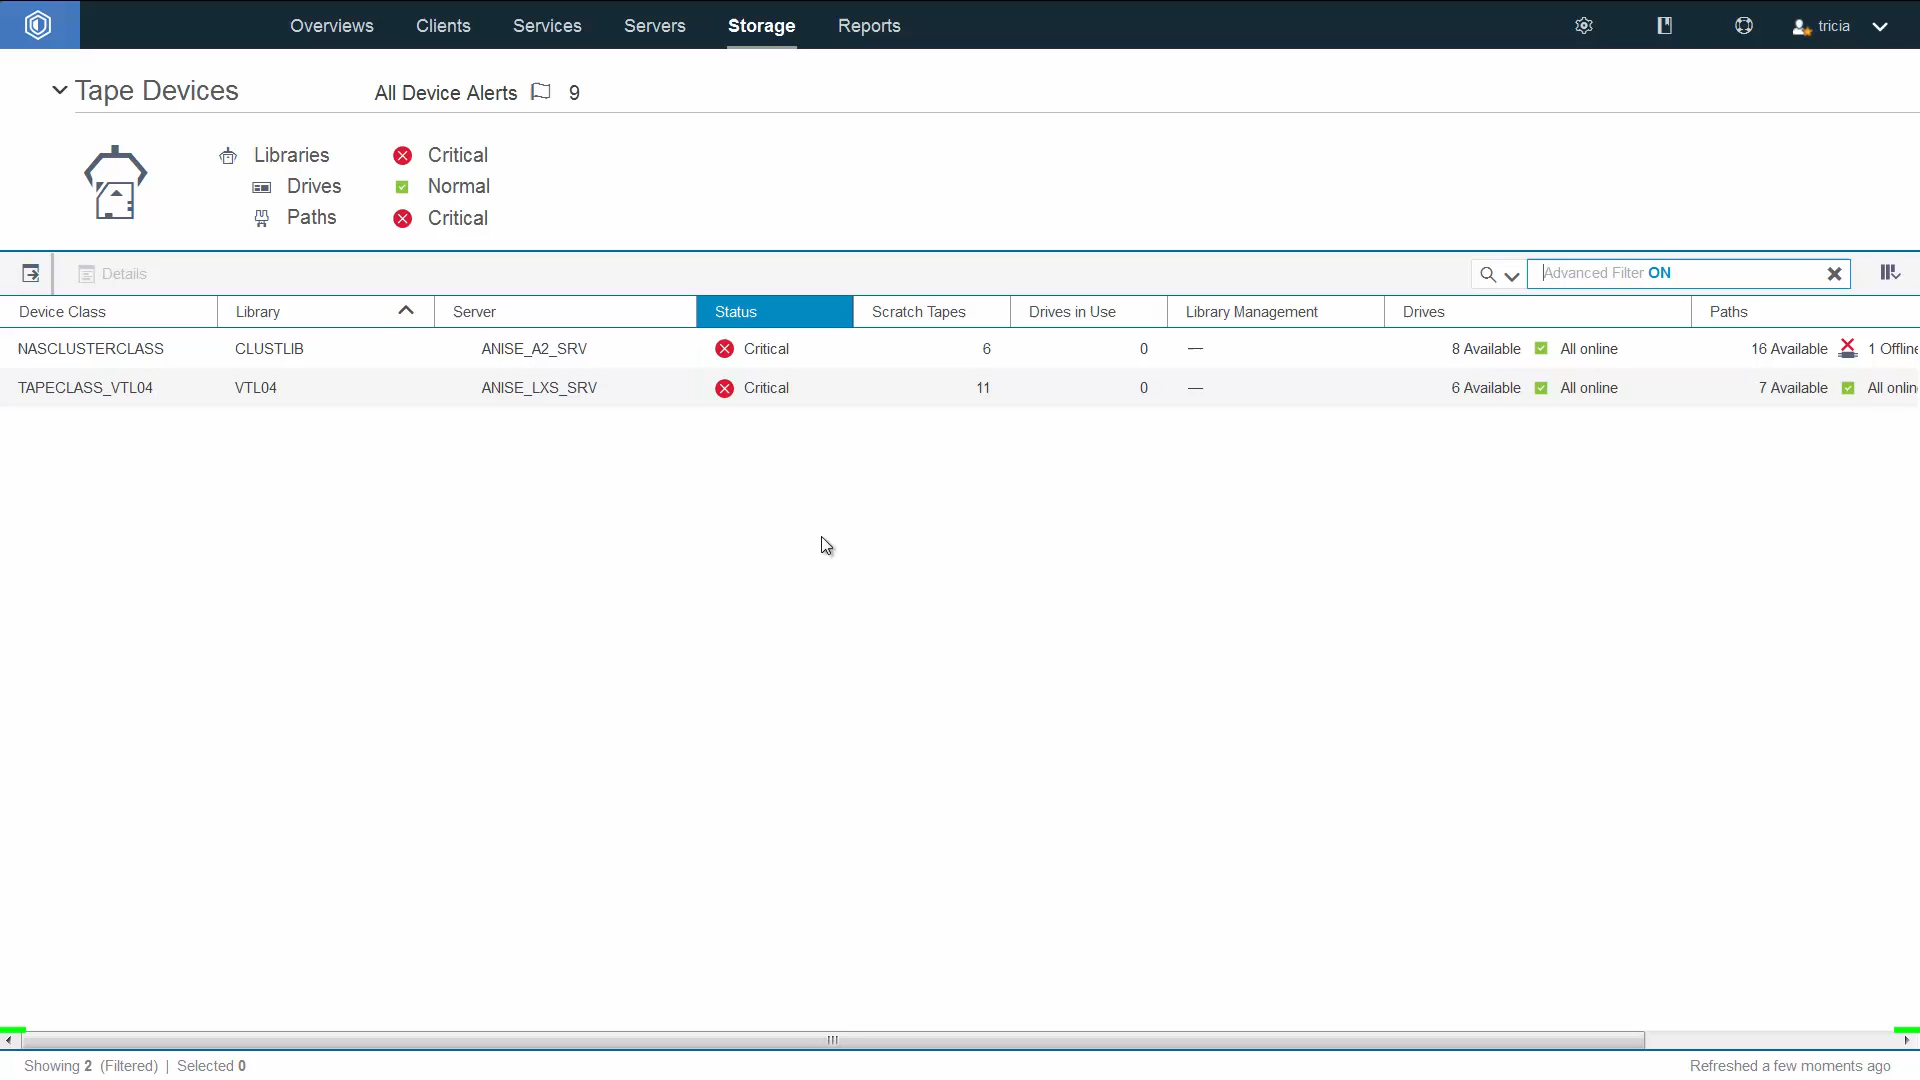 Overviews Clients Services Servers Storage Reports tricia
Tape Devices All Device Alerts 9
Libraries Critical
Drives Normal
Paths Critical
Details Advanced Filter ON
Device Class Library Server Status Scratch Tapes Drives in Use Library Management Drives Paths
NASCLUSTERCLASS CLUSTLIB ANISE_A2_SRV Critical 6 0 — 8 Available All online 16 Available 1 Offline
TAPECLASS_VTL04 VTL04 ANISE_LXS_SRV Critical 11 0 — 6 Available All online 7 Available All onlin
Showing 2 (Filtered) | Selected 0 Refreshed a few moments ago